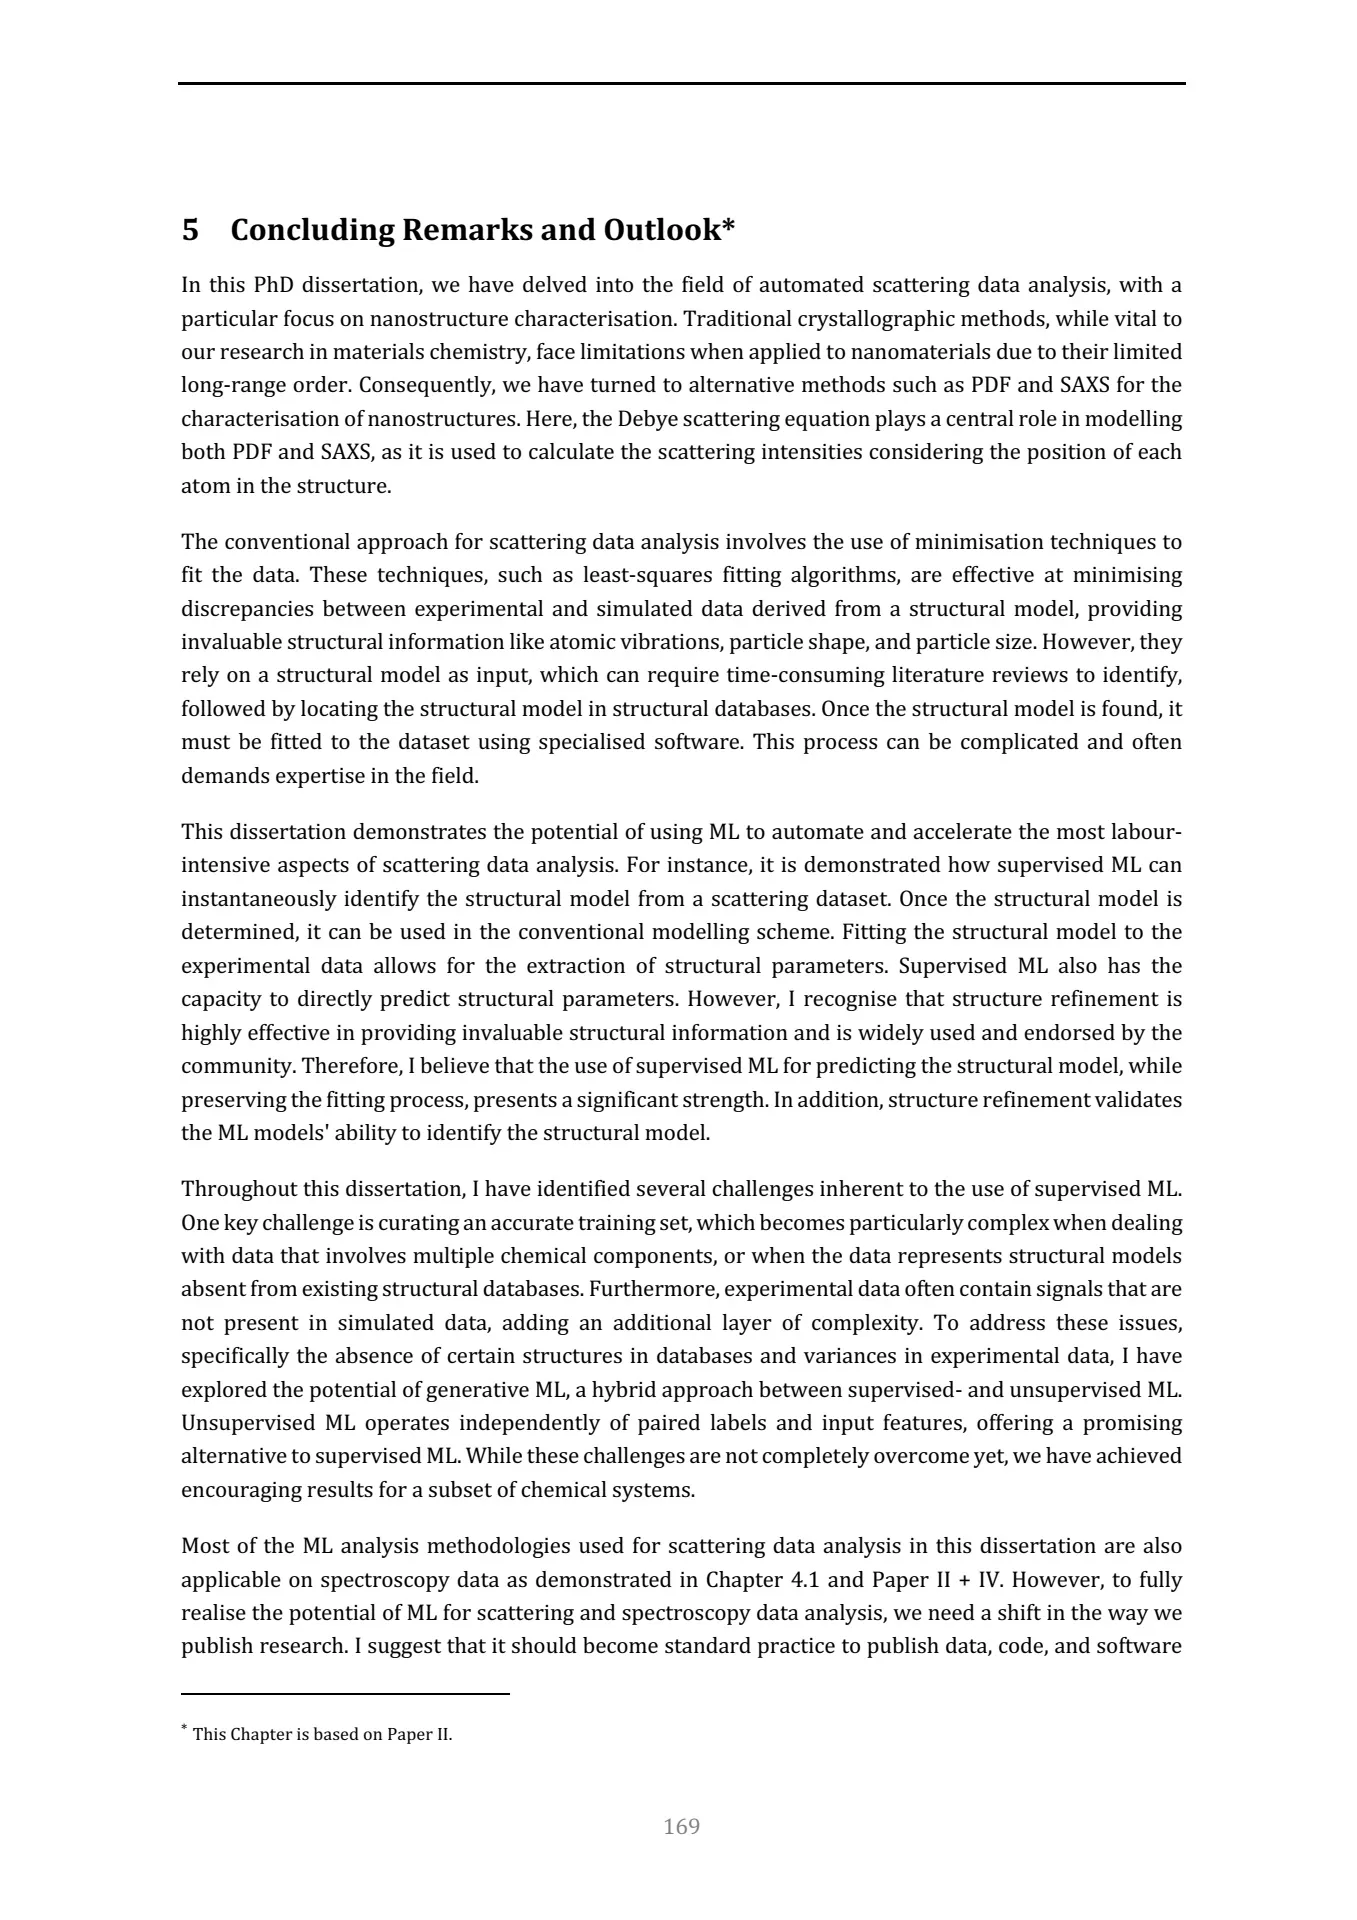 5 Concluding Remarks and Outlook*
In this PhD dissertation, we have delved into the field of automated scattering data analysis, with a
particular focus on nanostructure characterisation. Traditional crystallographic methods, while vital to
our research in materials chemistry, face limitations when applied to nanomaterials due to their limited
long-range order. Consequently, we have turned to alternative methods such as PDF and SAXS for the
characterisation of nanostructures. Here, the Debye scattering equation plays a central role in modelling
both PDF and SAXS, as it is used to calculate the scattering intensities considering the position of each
atom in the structure.
The conventional approach for scattering data analysis involves the use of minimisation techniques to
fit the data. These techniques, such as least-squares fitting algorithms, are effective at minimising
discrepancies between experimental and simulated data derived from a structural model, providing
invaluable structural information like atomic vibrations, particle shape, and particle size. However, they
rely on a structural model as input, which can require time-consuming literature reviews to identify,
followed by locating the structural model in structural databases. Once the structural model is found, it
must be fitted to the dataset using specialised software. This process can be complicated and often
demands expertise in the field.
This dissertation demonstrates the potential of using ML to automate and accelerate the most labour-
intensive aspects of scattering data analysis. For instance, it is demonstrated how supervised ML can
instantaneously identify the structural model from a scattering dataset. Once the structural model is
determined, it can be used in the conventional modelling scheme. Fitting the structural model to the
experimental data allows for the extraction of structural parameters. Supervised ML also has the
capacity to directly predict structural parameters. However, I recognise that structure refinement is
highly effective in providing invaluable structural information and is widely used and endorsed by the
community. Therefore, I believe that the use of supervised ML for predicting the structural model, while
preserving the fitting process, presents a significant strength. In addition, structure refinement validates
the ML models' ability to identify the structural model.
Throughout this dissertation, I have identified several challenges inherent to the use of supervised ML.
One key challenge is curating an accurate training set, which becomes particularly complex when dealing
with data that involves multiple chemical components, or when the data represents structural models
absent from existing structural databases. Furthermore, experimental data often contain signals that are
not present in simulated data, adding an additional layer of complexity. To address these issues,
specifically the absence of certain structures in databases and variances in experimental data, I have
explored the potential of generative ML, a hybrid approach between supervised- and unsupervised ML.
Unsupervised ML operates independently of paired labels and input features, offering a promising
alternative to supervised ML. While these challenges are not completely overcome yet, we have achieved
encouraging results for a subset of chemical systems.
Most of the ML analysis methodologies used for scattering data analysis in this dissertation are also
applicable on spectroscopy data as demonstrated in Chapter 4.1 and Paper II + IV. However, to fully
realise the potential of ML for scattering and spectroscopy data analysis, we need a shift in the way we
publish research. I suggest that it should become standard practice to publish data, code, and software
* This Chapter is based on Paper II.
169